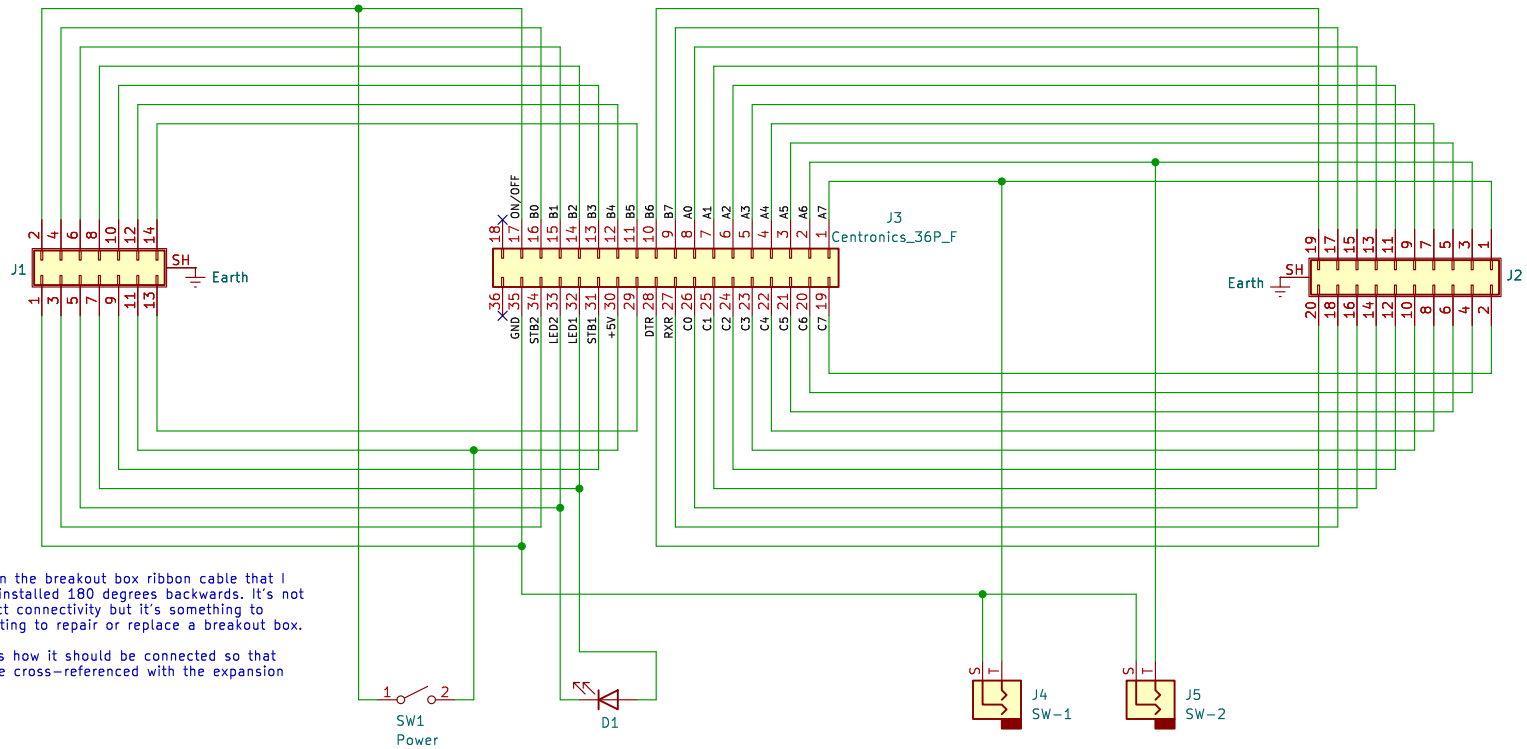 ON/OFF
B0
B1
B2
B3
B4
B5
B6
B7
A0
A1
A2
A3
A4
A5
A6
A7
18
17
16
15
14
13
12
11
10
9
8
7
6
5
4
3
2
1
J3
Centronics_36P_F
36
35
34
33
32
31
30
29
28
27
26
25
24
23
22
21
20
19
GND
STB2
LED2
LED1
STB1
+5V
DTR
RXR
C0
C1
C2
C3
C4
C5
C6
C7
2
4
6
8
10
12
14
J1
SH
Earth
1
3
5
7
9
11
13
19
17
15
13
11
9
7
5
3
1
SH
Earth
J2
20
18
16
14
12
10
8
6
4
2
n the breakout box ribbon cable that I
installed 180 degrees backwards. It's not
ct connectivity but it's something to
ting to repair or replace a breakout box.
s how it should be connected so that
e cross-referenced with the expansion
1
2
SW1
Power
D1
S
T
J4
SW-1
S
T
J5
SW-2